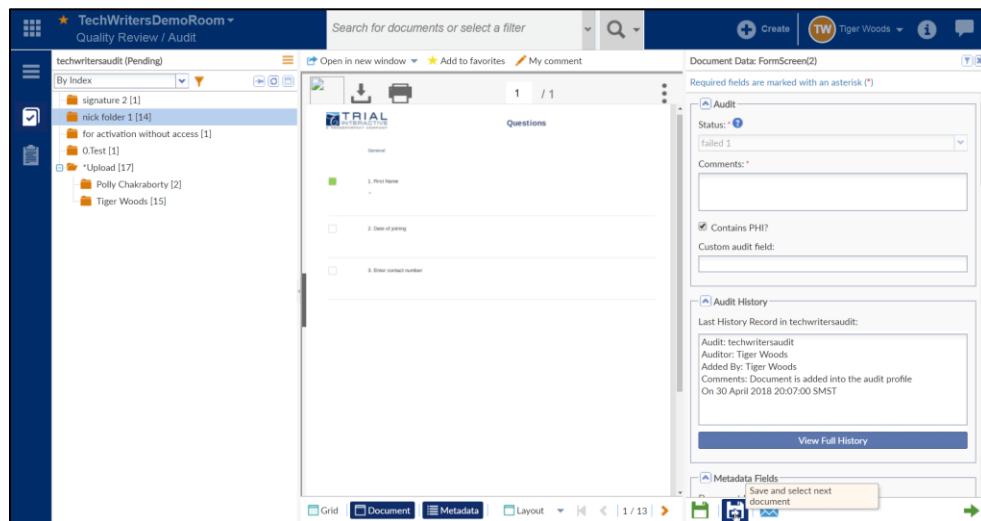 TechWritersDemoRoom
Quality Review / Audit
Search for documents or select a filter
Create
TW
Tiger Woods
techwritersaudit (Pending)
By Index
signature 2 [1]
nick folder 1 [14]
for activation without access [1]
0.Test [1]
*Upload [17]
Polly Chakraborty [2]
Tiger Woods [15]
Open in new window
Add to favorites
My comment
1 / 1
TRIAL
INTERACTIVE
Questions
General
1. First Name
2. Date of joining
3. Enter contact number
Grid
Document
Metadata
Layout
1 / 13
Document Data: FormScreen(2)
Required fields are marked with an asterisk (*)
Audit
Status: *
failed 1
Comments: *
Contains PHI?
Custom audit field:
Audit History
Last History Record in techwritersaudit:
Audit: techwritersaudit
Auditor: Tiger Woods
Added By: Tiger Woods
Comments: Document is added into the audit profile
On 30 April 2018 20:07:00 SMST
View Full History
Metadata Fields
Save and select next
document